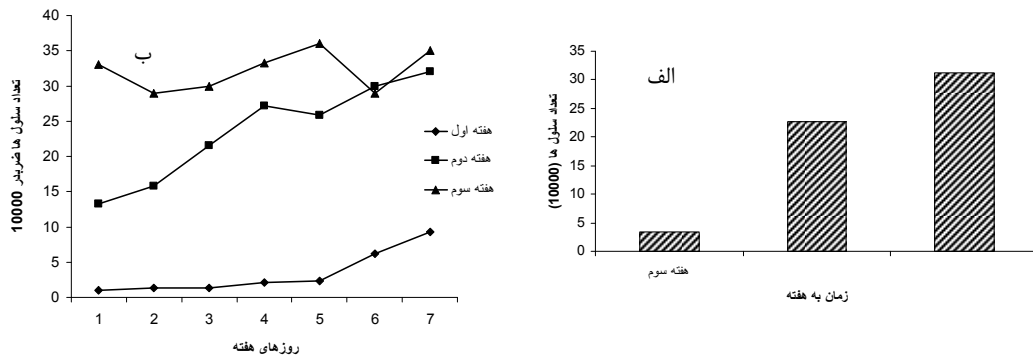 ب
تعداد سلول ها ضربدر 10000
40
35
30
25
20
15
10
5
0
1 2 3 4 5 6 7
روزهای هفته
هفته اول
هفته دوم
هفته سوم
الف
تعداد سلول ها (10000)
35
30
25
20
15
10
5
0
هفته سوم
زمان به هفته